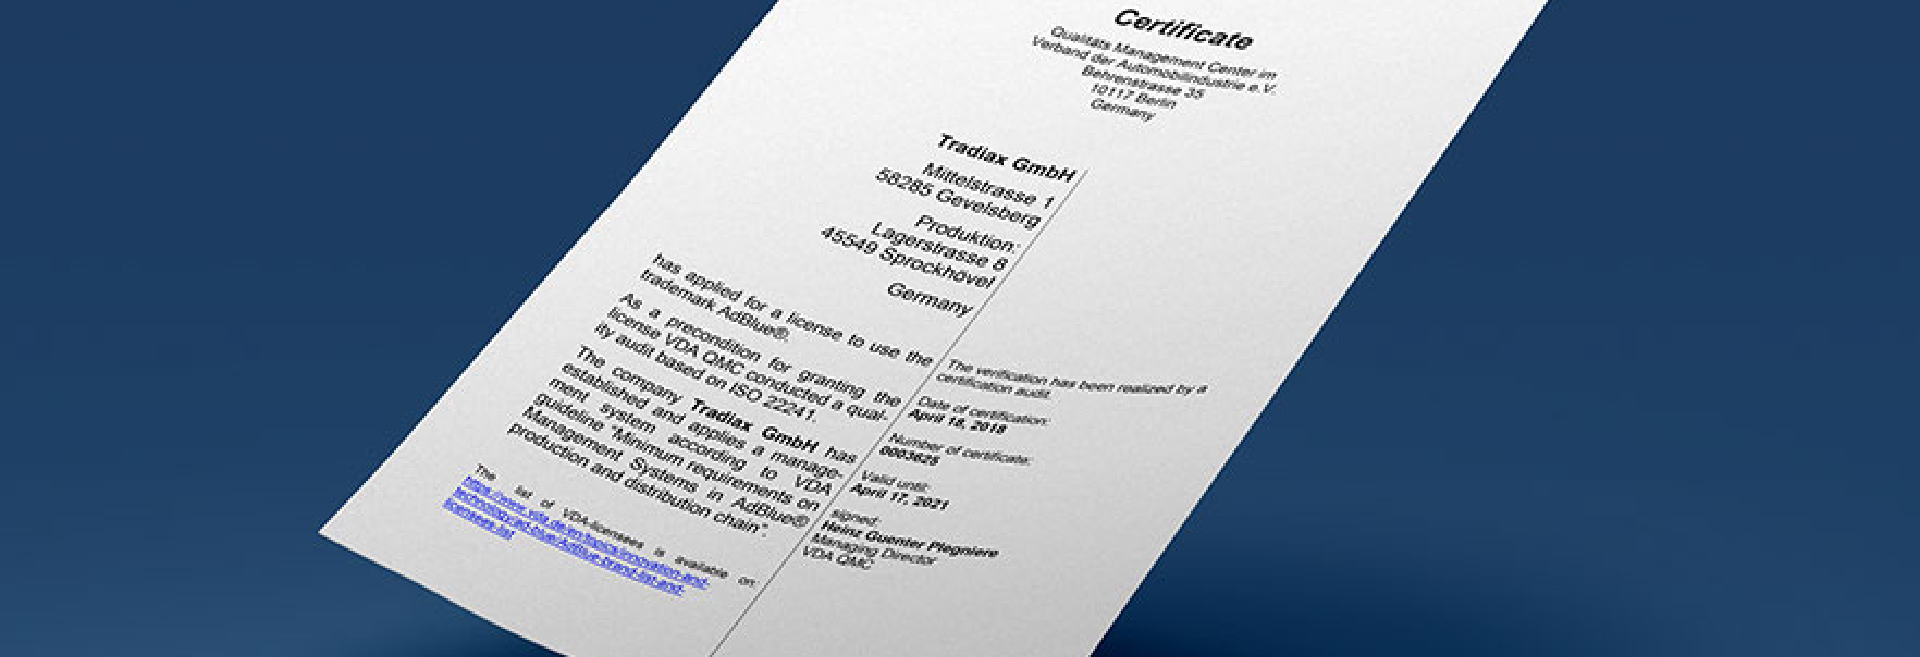 Certificate
Qualitäts Management Center im
Verband der Automobilindustrie e.V.
Behrenstrasse 35
10117 Berlin
Germany
Tradiax GmbH
Mittelstrasse 1
58285 Gevelsberg
Produktion:
Lagerstrasse 8
45549 Sprockhövel
Germany
has applied for a license to use the
trademark AdBlue®.
As a precondition for granting the
license VDA QMC conducted a qual-
ity audit based on ISO 22241.
The company Tradiax GmbH has
established and applies a manage-
ment system according to VDA
guideline "Minimum requirements on
Management Systems in AdBlue®
production and distribution chain".
The list of VDA-licensees is available on:
https://www.vda.de/en/topics/innovation-and-
technology/ad-blue/AdBlue-brand-list-and-
licensees-list
The verification has been realized by a
certification audit.
Date of certification:
April 18, 2018
Number of certificate:
0003625
Valid until:
April 17, 2021
signed:
Heinz Guenter Plegniere
Managing Director
VDA QMC